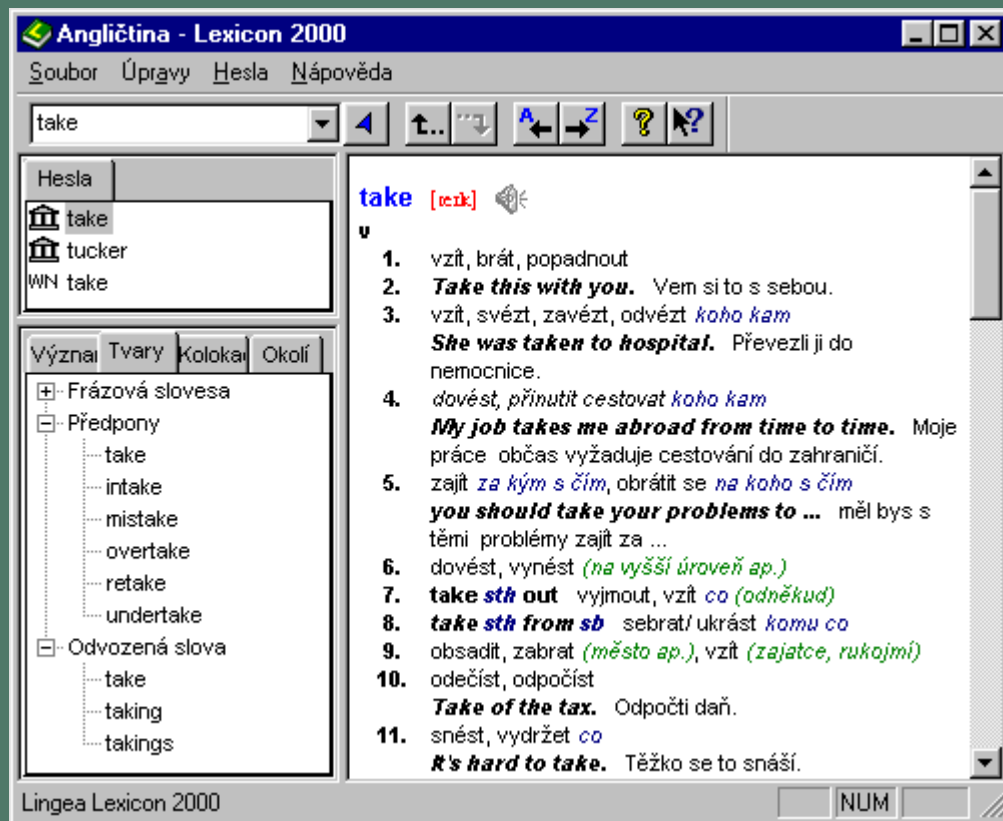 Angličtina - Lexicon 2000
Soubor Úpravy Hesla Nápověda
take
Hesla
take
tucker
WN take
Význa Tvary Koloka Okolí
Frázová slovesa
Předpony
take
intake
mistake
overtake
retake
undertake
Odvozená slova
take
taking
takings
take [teɪk]
v
1. vzít, brát, popadnout
2. Take this with you. Vem si to s sebou.
3. vzít, svézt, zavézt, odvézt koho kam
She was taken to hospital. Převezli ji do
nemocnice.
4. dovést, přinutit cestovat koho kam
My job takes me abroad from time to time. Moje
práce občas vyžaduje cestování do zahraničí.
5. zajít za kým s čím, obrátit se na koho s čím
you should take your problems to ... měl bys s
těmi problémy zajít za ...
6. dovést, vynést (na vyšší úroveň ap.)
7. take sth out vyjmout, vzít co (odněkud)
8. take sth from sb sebrat/ ukrást komu co
9. obsadit, zabrat (město ap.), vzít (zajatce, rukojmí)
10. odečíst, odpočíst
Take of the tax. Odpočti daň.
11. snést, vydržet co
It's hard to take. Těžko se to snáší.
Lingea Lexicon 2000 NUM